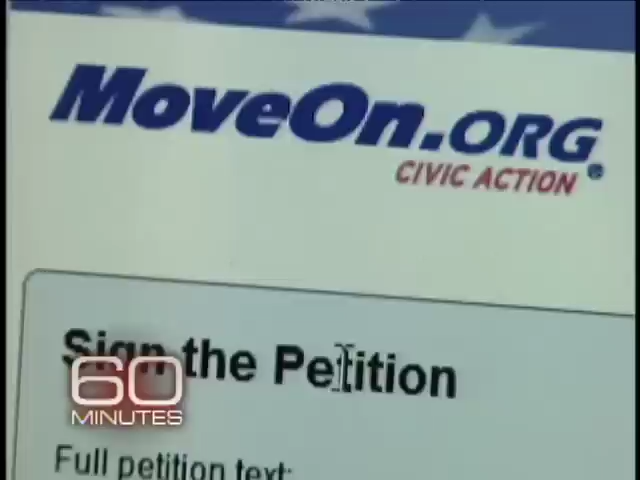 MoveOn.ORG®
CIVIC ACTION
Sign the Petition
60
MINUTES
Full petition text: